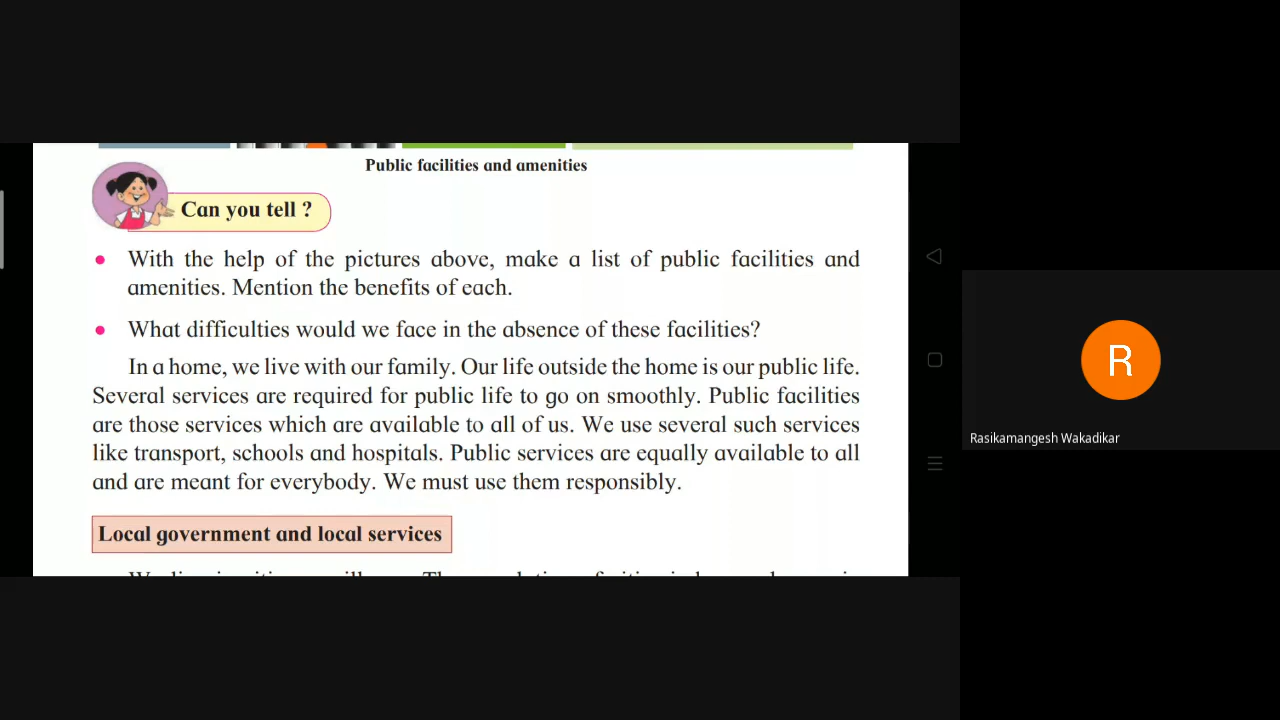 Public facilities and amenities
Can you tell ?
• With the help of the pictures above, make a list of public facilities and
amenities. Mention the benefits of each.
• What difficulties would we face in the absence of these facilities?
In a home, we live with our family. Our life outside the home is our public life.
Several services are required for public life to go on smoothly. Public facilities
are those services which are available to all of us. We use several such services
like transport, schools and hospitals. Public services are equally available to all
and are meant for everybody. We must use them responsibly.
Local government and local services
R
Rasikamangesh Wakadikar